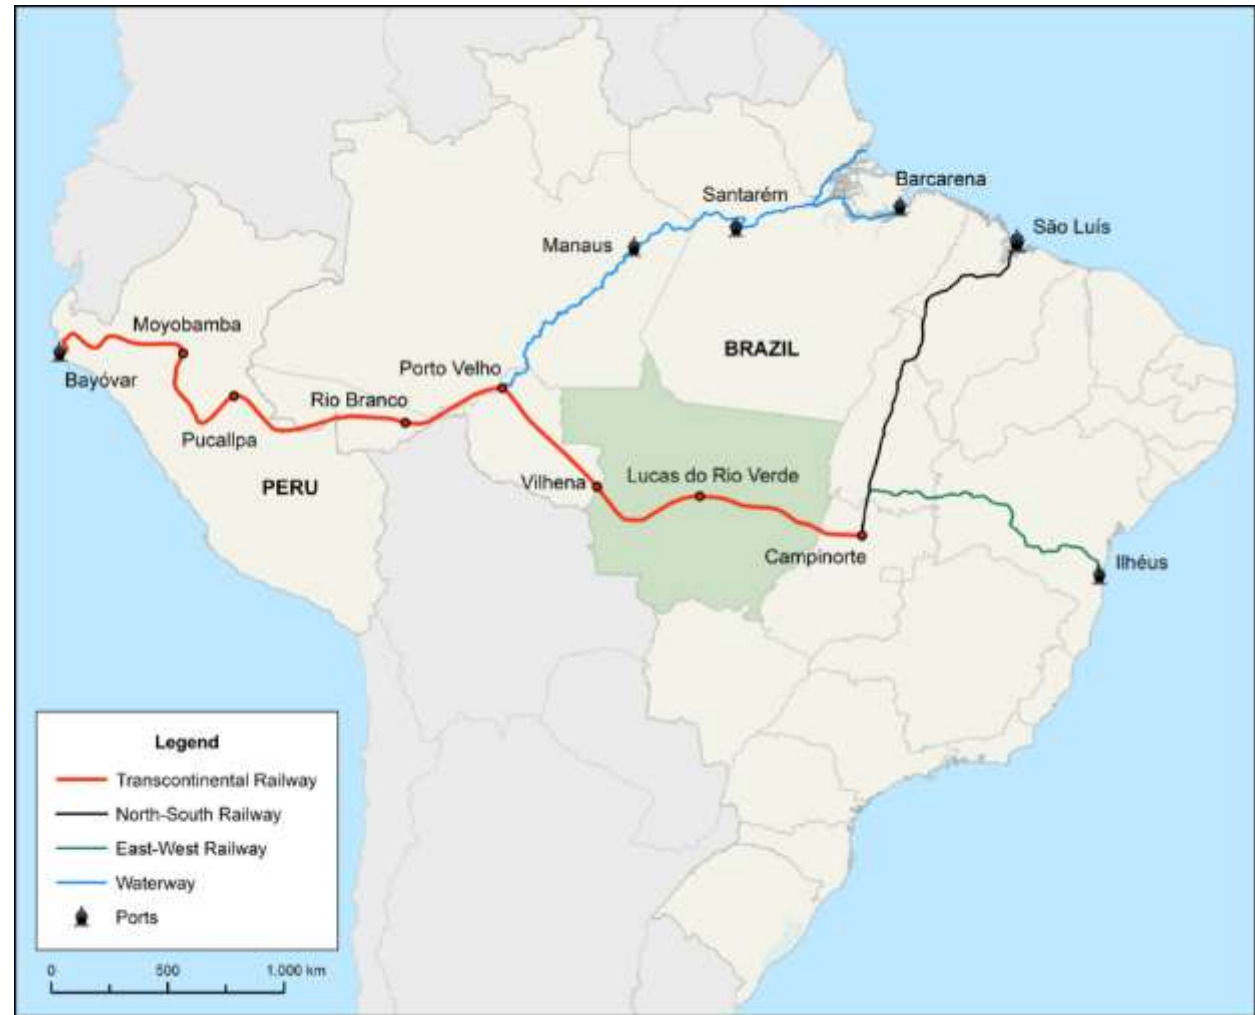 Barcarena
Santarém
São Luís
Manaus
Moyobamba
BRAZIL
Porto Velho
Bayóvar
Rio Branco
Pucallpa
Lucas do Rio Verde
Vilhena
PERU
Campinorte
Ilhéus
Legend
Transcontinental Railway
North-South Railway
East-West Railway
Waterway
Ports
0 500 1.000 km